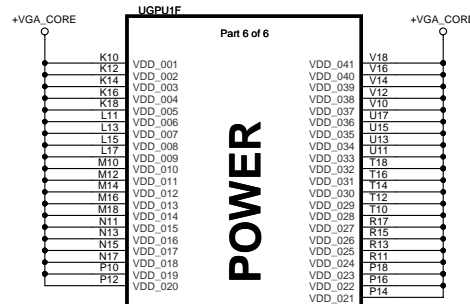 UGPU1F
+VGA_CORE
+VGA_CORE
Part 6 of 6
K10 VDD_001 VDD_041 V18
K12 VDD_002 VDD_040 V16
K14 VDD_003 VDD_039 V14
K16 VDD_004 VDD_038 V12
K18 VDD_005 VDD_037 V10
L11 VDD_006 VDD_036 U17
L13 VDD_007 VDD_035 U15
L15 VDD_008 VDD_034 U13
L17 VDD_009 VDD_033 U11
M10 VDD_010 VDD_032 T18
M12 VDD_011 VDD_031 T16
M14 VDD_012 VDD_030 T14
M16 VDD_013 VDD_029 T12
M18 VDD_014 VDD_028 T10
N11 VDD_015 VDD_027 R17
N13 VDD_016 VDD_026 R15
N15 VDD_017 VDD_025 R13
N17 VDD_018 VDD_024 R11
P10 VDD_019 VDD_023 P18
P12 VDD_020 VDD_022 P16
VDD_021 P14
POWER